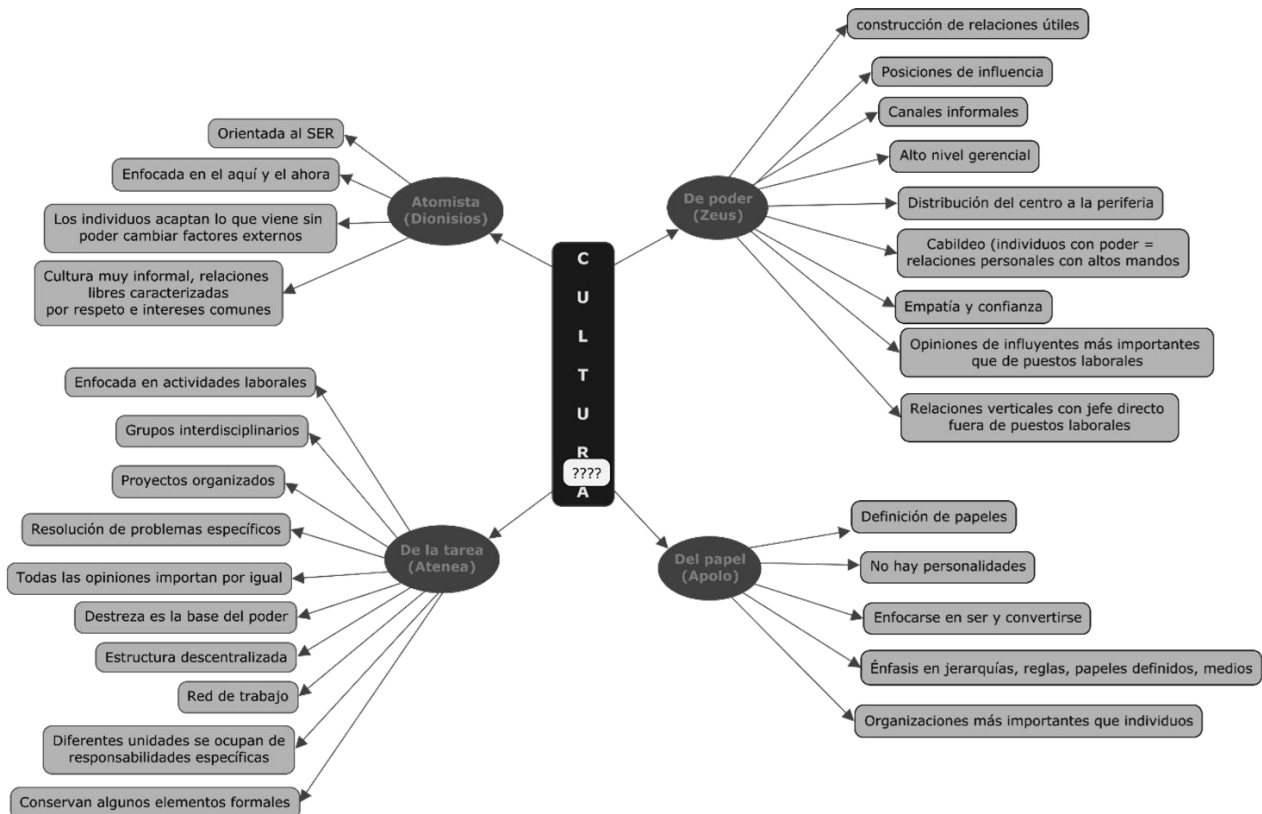 C
U
L
T
U
R
????
A
Atomista
(Dionisios)
Orientada al SER
Enfocada en el aquí y el ahora
Los individuos acaptan lo que viene sin
poder cambiar factores externos
Cultura muy informal, relaciones
libres caracterizadas
por respeto e intereses comunes
De poder
(Zeus)
construcción de relaciones útiles
Posiciones de influencia
Canales informales
Alto nivel gerencial
Distribución del centro a la periferia
Cabildeo (individuos con poder =
relaciones personales con altos mandos
Empatía y confianza
Opiniones de influyentes más importantes
que de puestos laborales
Relaciones verticales con jefe directo
fuera de puestos laborales
De la tarea
(Atenea)
Enfocada en actividades laborales
Grupos interdisciplinarios
Proyectos organizados
Resolución de problemas específicos
Todas las opiniones importan por igual
Destreza es la base del poder
Estructura descentralizada
Red de trabajo
Diferentes unidades se ocupan de
responsabilidades específicas
Conservan algunos elementos formales
Del papel
(Apolo)
Definición de papeles
No hay personalidades
Enfocarse en ser y convertirse
Énfasis en jerarquías, reglas, papeles definidos, medios
Organizaciones más importantes que individuos